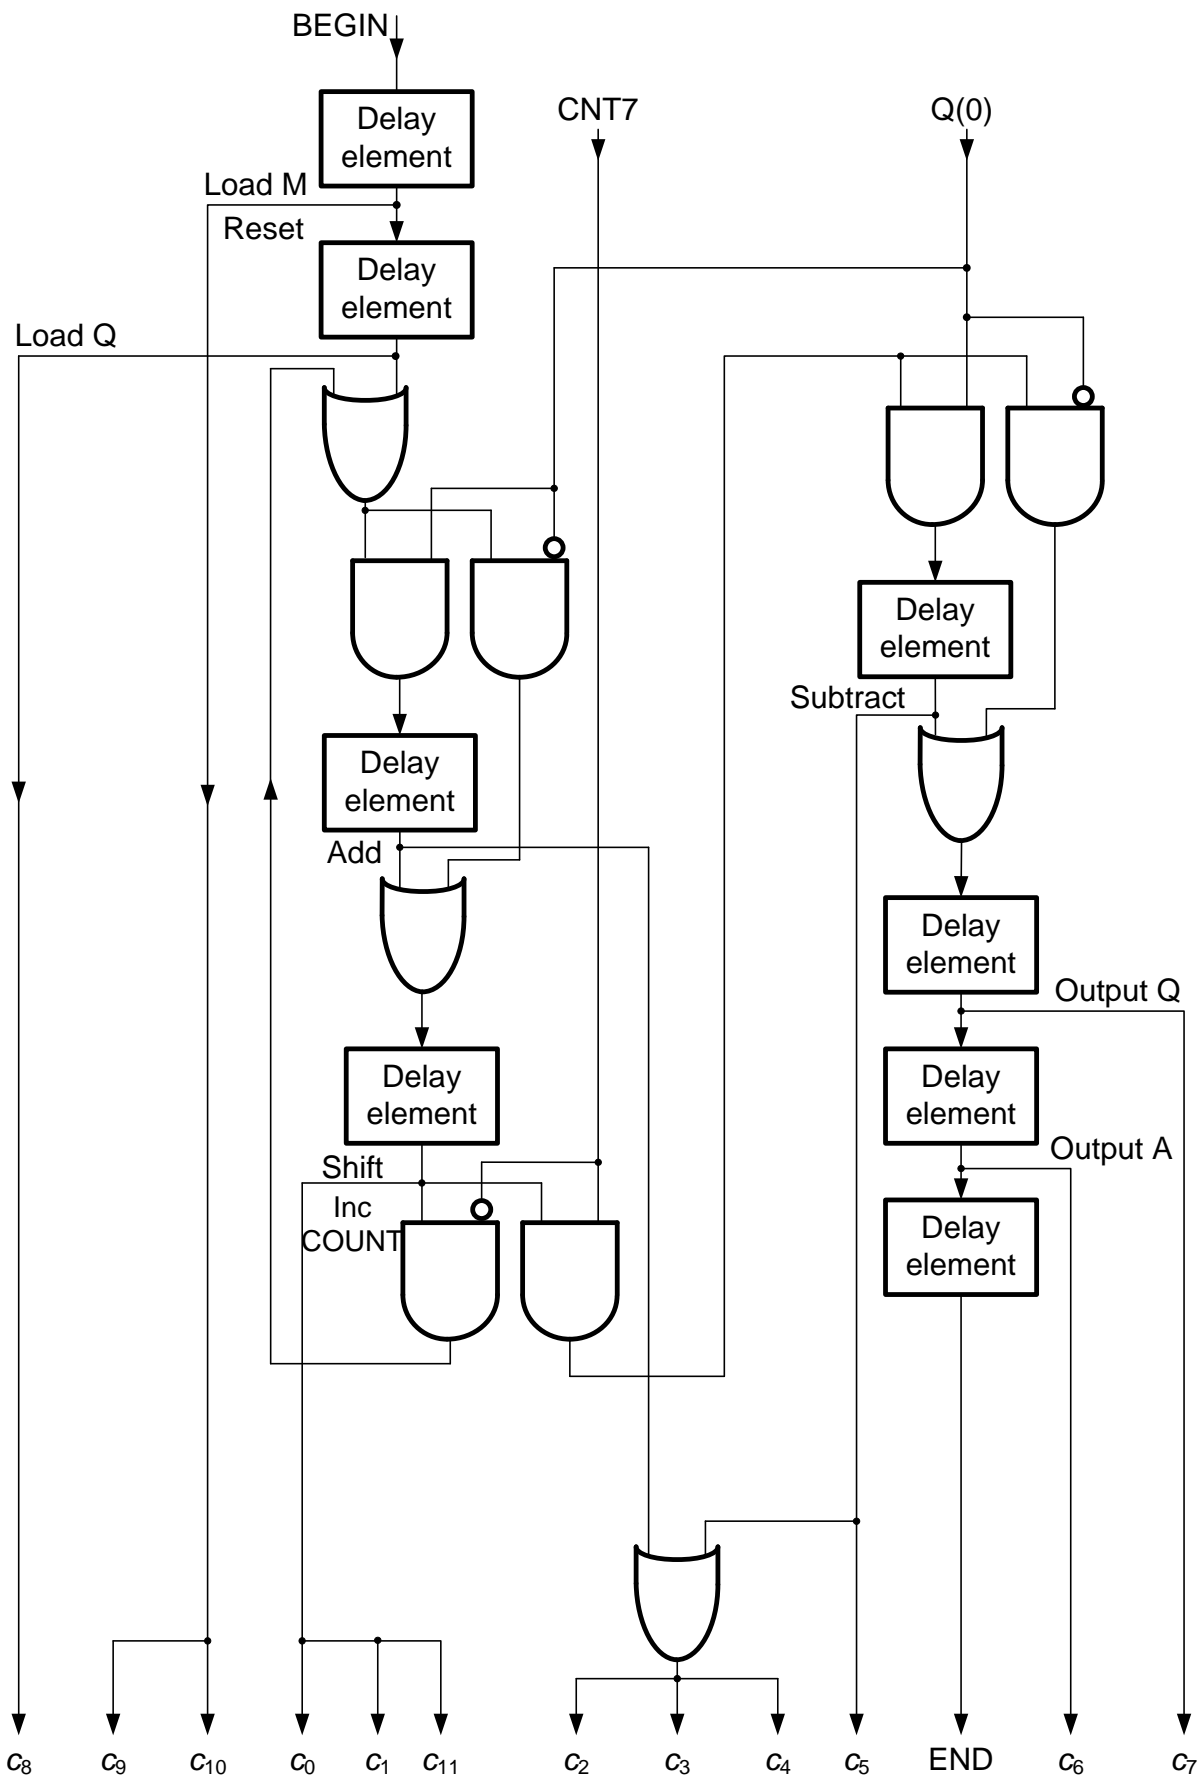 BEGIN
Delay
element
CNT7
Q(0)
Load M
Reset
Delay
element
Load Q
Delay
element
Subtract
Delay
element
Add
Delay
element
Output Q
Delay
element
Delay
element
Output A
Shift
Inc
COUNT
Delay
element
c8 c9 c10 c0 c1 c11 c2 c3 c4 c5 END c6 c7